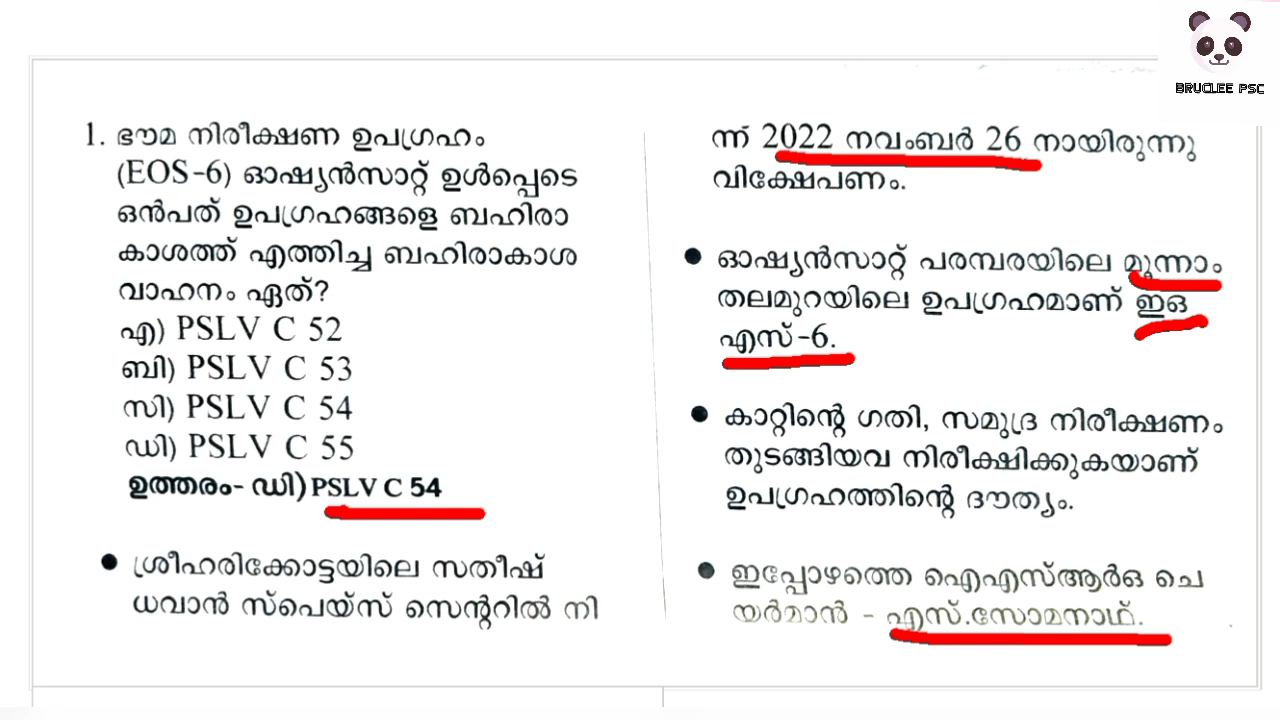 BRUCLEE PSC
1. ഭൗമ നിരീക്ഷണ ഉപഗ്രഹം
(EOS-6) ഓഷ്യൻസാറ്റ് ഉൾപ്പെടെ
ഒൻപത് ഉപഗ്രഹങ്ങളെ ബഹിരാ
കാശത്ത് എത്തിച്ച ബഹിരാകാശ
വാഹനം ഏത്?
എ) PSLV C 52
ബി) PSLV C 53
സി) PSLV C 54
ഡി) PSLV C 55
ഉത്തരം- ഡി) PSLV C 54
● ശ്രീഹരിക്കോട്ടയിലെ സതീഷ്
ധവാൻ സ്പെയ്സ് സെന്ററിൽ നി
ന്ന് 2022 നവംബർ 26 നായിരുന്നു
വിക്ഷേപണം.
● ഓഷ്യൻസാറ്റ് പരമ്പരയിലെ മൂന്നാം
തലമുറയിലെ ഉപഗ്രഹമാണ് ഇഒ
എസ്-6.
● കാറ്റിന്റെ ഗതി, സമുദ്ര നിരീക്ഷണം
തുടങ്ങിയവ നിരീക്ഷിക്കുകയാണ്
ഉപഗ്രഹത്തിന്റെ ദൗത്യം.
● ഇപ്പോഴത്തെ ഐഎസ്ആർഒ ചെ
യർമാൻ - എസ്.സോമനാഥ്.